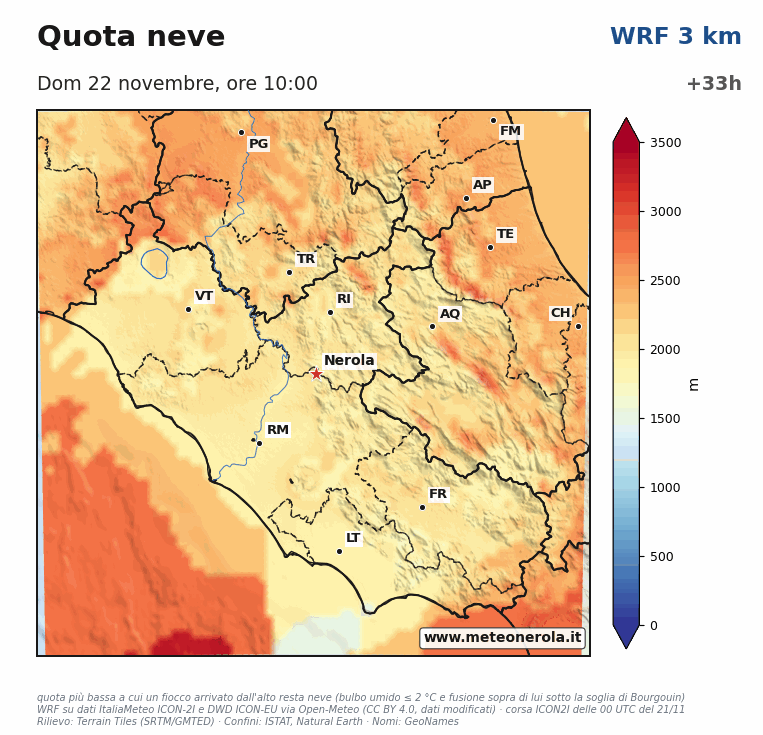 Quota neve
WRF 3 km
Dom 22 novembre, ore 10:00
+33h
FM
PG
AP
TE
TR
VT
RI
AQ
CH
Nerola
RM
FR
LT
www.meteonerola.it
3500
3000
2500
2000
1500
1000
500
0
m
quota più bassa a cui un fiocco arrivato dall'alto resta neve (bulbo umido ≤ 2 °C e fusione sopra di lui sotto la soglia di Bourgouin)
WRF su dati ItaliaMeteo ICON-2I e DWD ICON-EU via Open-Meteo (CC BY 4.0, dati modificati) · corsa ICON2I delle 00 UTC del 21/11
Rilievo: Terrain Tiles (SRTM/GMTED) · Confini: ISTAT, Natural Earth · Nomi: GeoNames